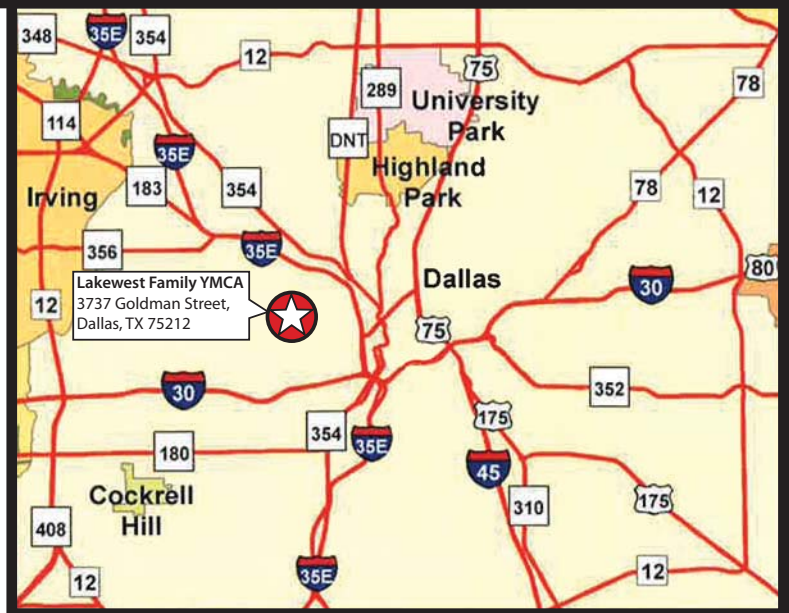 348
35E
354
12
289
75
78
University
Park
114
DNT
35E
Highland
Park
Irving
183
354
78
12
356
35E
Dallas
30
80
Lakewest Family YMCA
3737 Goldman Street,
Dallas, TX 75212
12
75
30
352
354
35E
175
180
45
Cockrell
Hill
310
175
408
12
35E
12